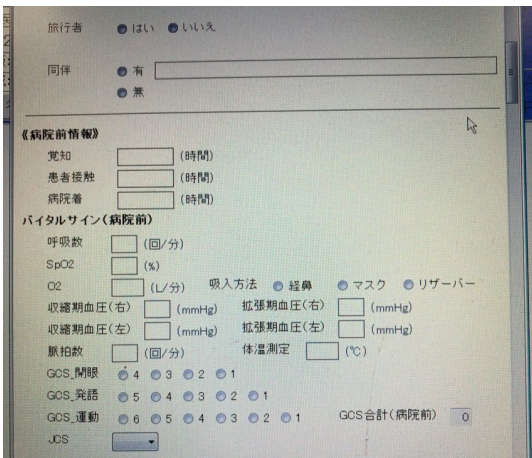 旅行者 はい いいえ
同伴 有
無
《病院前情報》
覚知 (時間)
患者接触 (時間)
病院着 (時間)
バイタルサイン(病院前)
呼吸数 (回/分)
SpO2 (%)
O2 (L/分) 吸入方法 経鼻 マスク リザーバー
収縮期血圧(右) (mmHg) 拡張期血圧(右) (mmHg)
収縮期血圧(左) (mmHg) 拡張期血圧(左) (mmHg)
脈拍数 (回/分) 体温測定 (℃)
GCS_開眼 4 3 2 1
GCS_発語 5 4 3 2 1
GCS_運動 6 5 4 3 2 1 GCS合計(病院前) 0
JCS